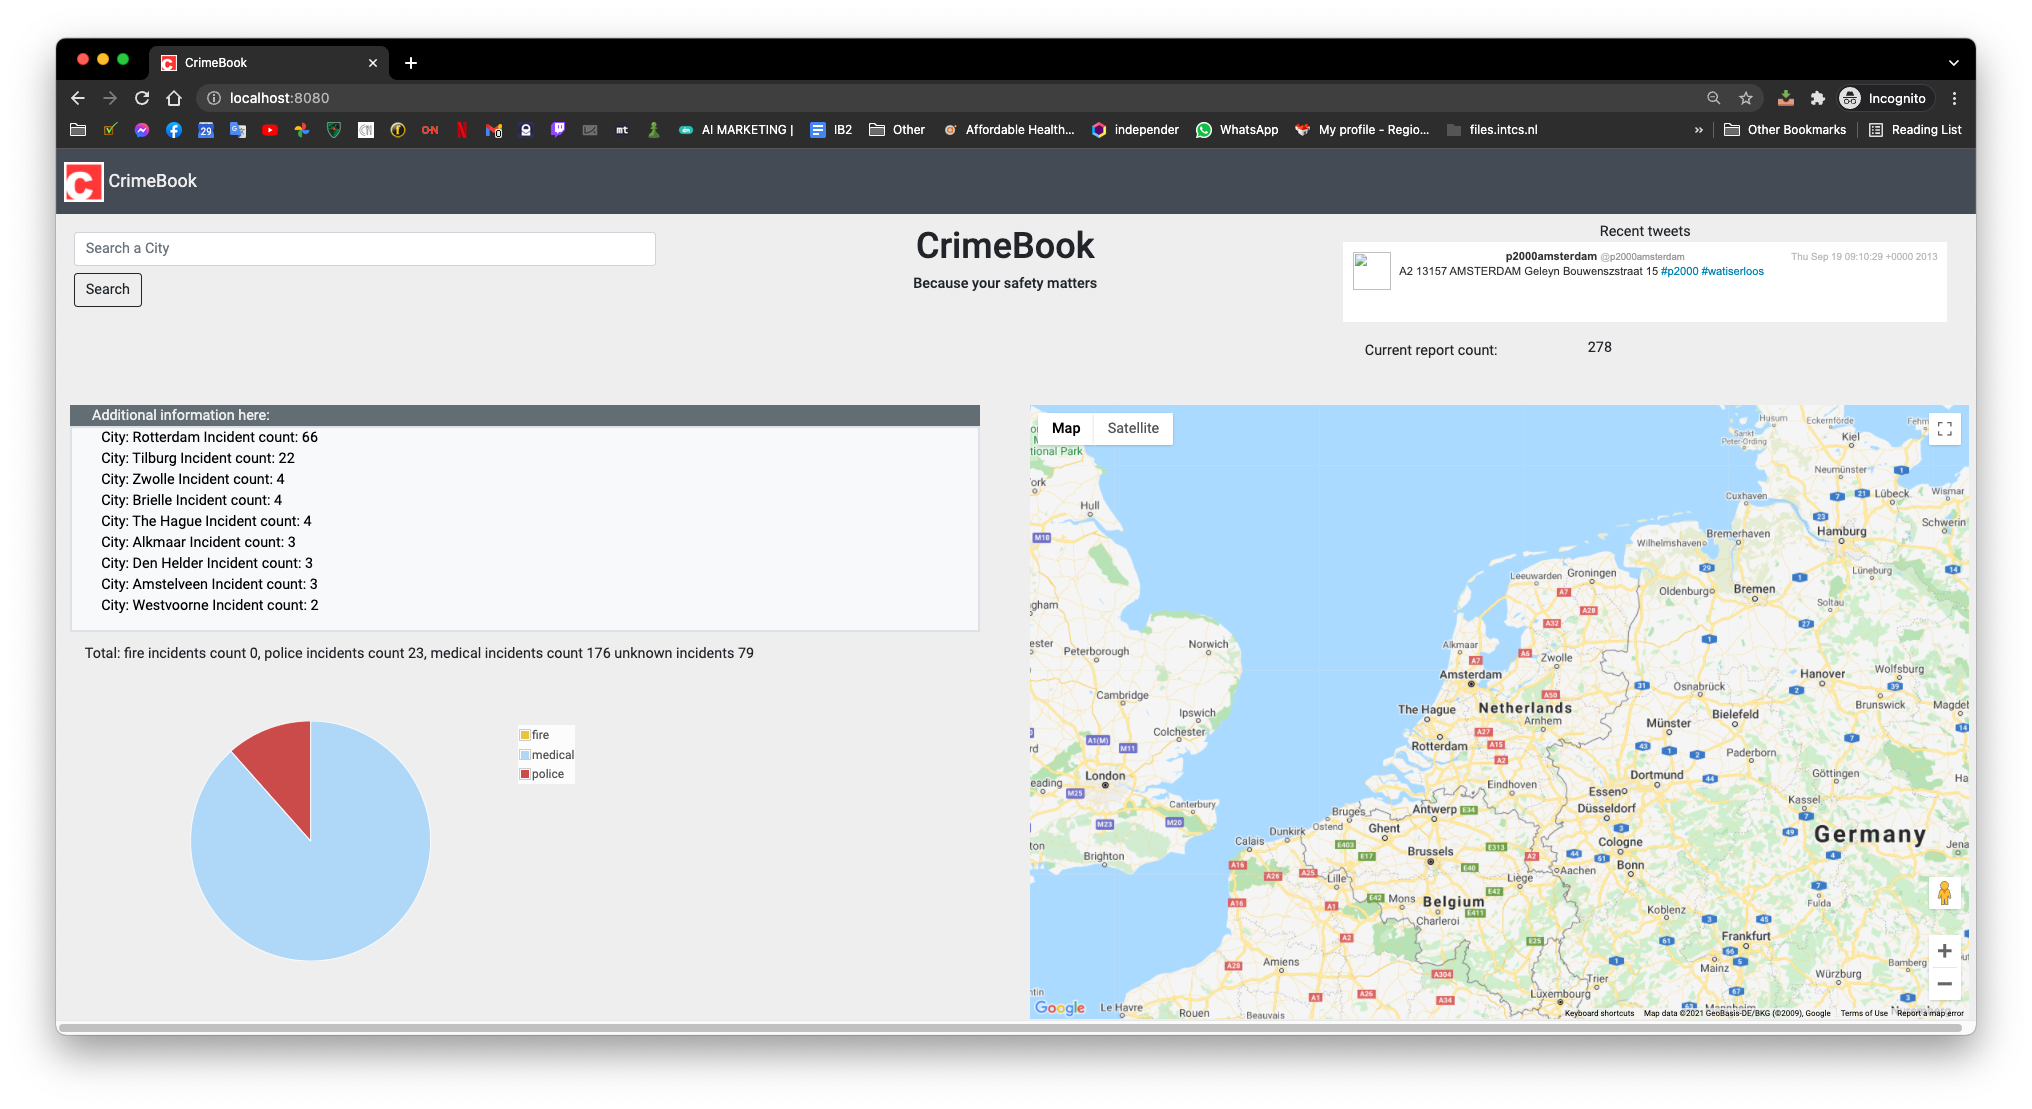 CrimeBook
localhost:8080
Incognito
29
CN
AI MARKETING |
IB2
Other
Affordable Health...
independer
WhatsApp
My profile - Regio...
files.intcs.nl
»
Other Bookmarks
Reading List
C CrimeBook
Search a City
Search
CrimeBook
Because your safety matters
Recent tweets
p2000amsterdam @p2000amsterdam
Thu Sep 19 09:10:29 +0000 2013
A2 13157 AMSTERDAM Geleyn Bouwenszstraat 15 #p2000 #watiserloos
Current report count:
278
Additional information here:
City: Rotterdam Incident count: 66
City: Tilburg Incident count: 22
City: Zwolle Incident count: 4
City: Brielle Incident count: 4
City: The Hague Incident count: 4
City: Alkmaar Incident count: 3
City: Den Helder Incident count: 3
City: Amstelveen Incident count: 3
City: Westvoorne Incident count: 2
Total: fire incidents count 0, police incidents count 23, medical incidents count 176 unknown incidents 79
fire
medical
police
Map
Satellite
tional Park
Husum
Eckernförde
Sankt
Peter-Ording
Kiel
Neumünster
Cuxhaven
Lübeck
Wismar
Schwerin
Hull
M18
Hamburg
Bremerhaven
Wilhelmshaven
Lüneburg
Leeuwarden
Groningen
Oldenburg
Bremen
Soltau
Norwich
Peterborough
Alkmaar
Zwolle
Amsterdam
Hanover
Wolfsburg
Osnabrück
Cambridge
Ipswich
Colchester
The Hague
Netherlands
Arnhem
Münster
Bielefeld
Brunswick
Rotterdam
Paderborn
London
Dortmund
Göttingen
Eindhoven
Essen
Kassel
Canterbury
Bruges
Antwerp
Düsseldorf
Calais
Dunkirk
Ostend
Ghent
Cologne
Germany
Brighton
Brussels
Bonn
Jena
Lille
Liège
Aachen
Mons
Belgium
Charleroi
Koblenz
Fulda
Frankfurt
Amiens
Mainz
Bamberg
Trier
Würzburg
Luxembourg
Google
Le Havre
Rouen
Beauvais
Keyboard shortcuts
Map data ©2021 GeoBasis-DE/BKG (©2009), Google
Terms of Use
Report a map error